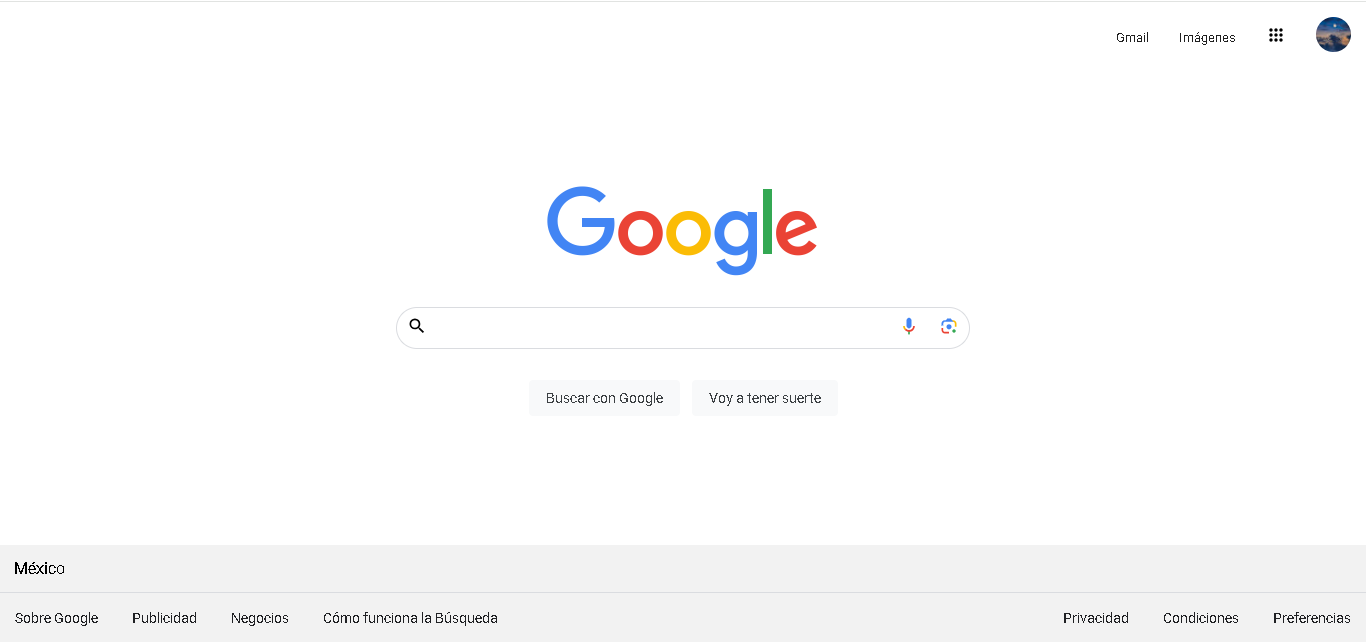 Gmail Imágenes
Google
Buscar con Google Voy a tener suerte
México
Sobre Google Publicidad Negocios Cómo funciona la Búsqueda Privacidad Condiciones Preferencias